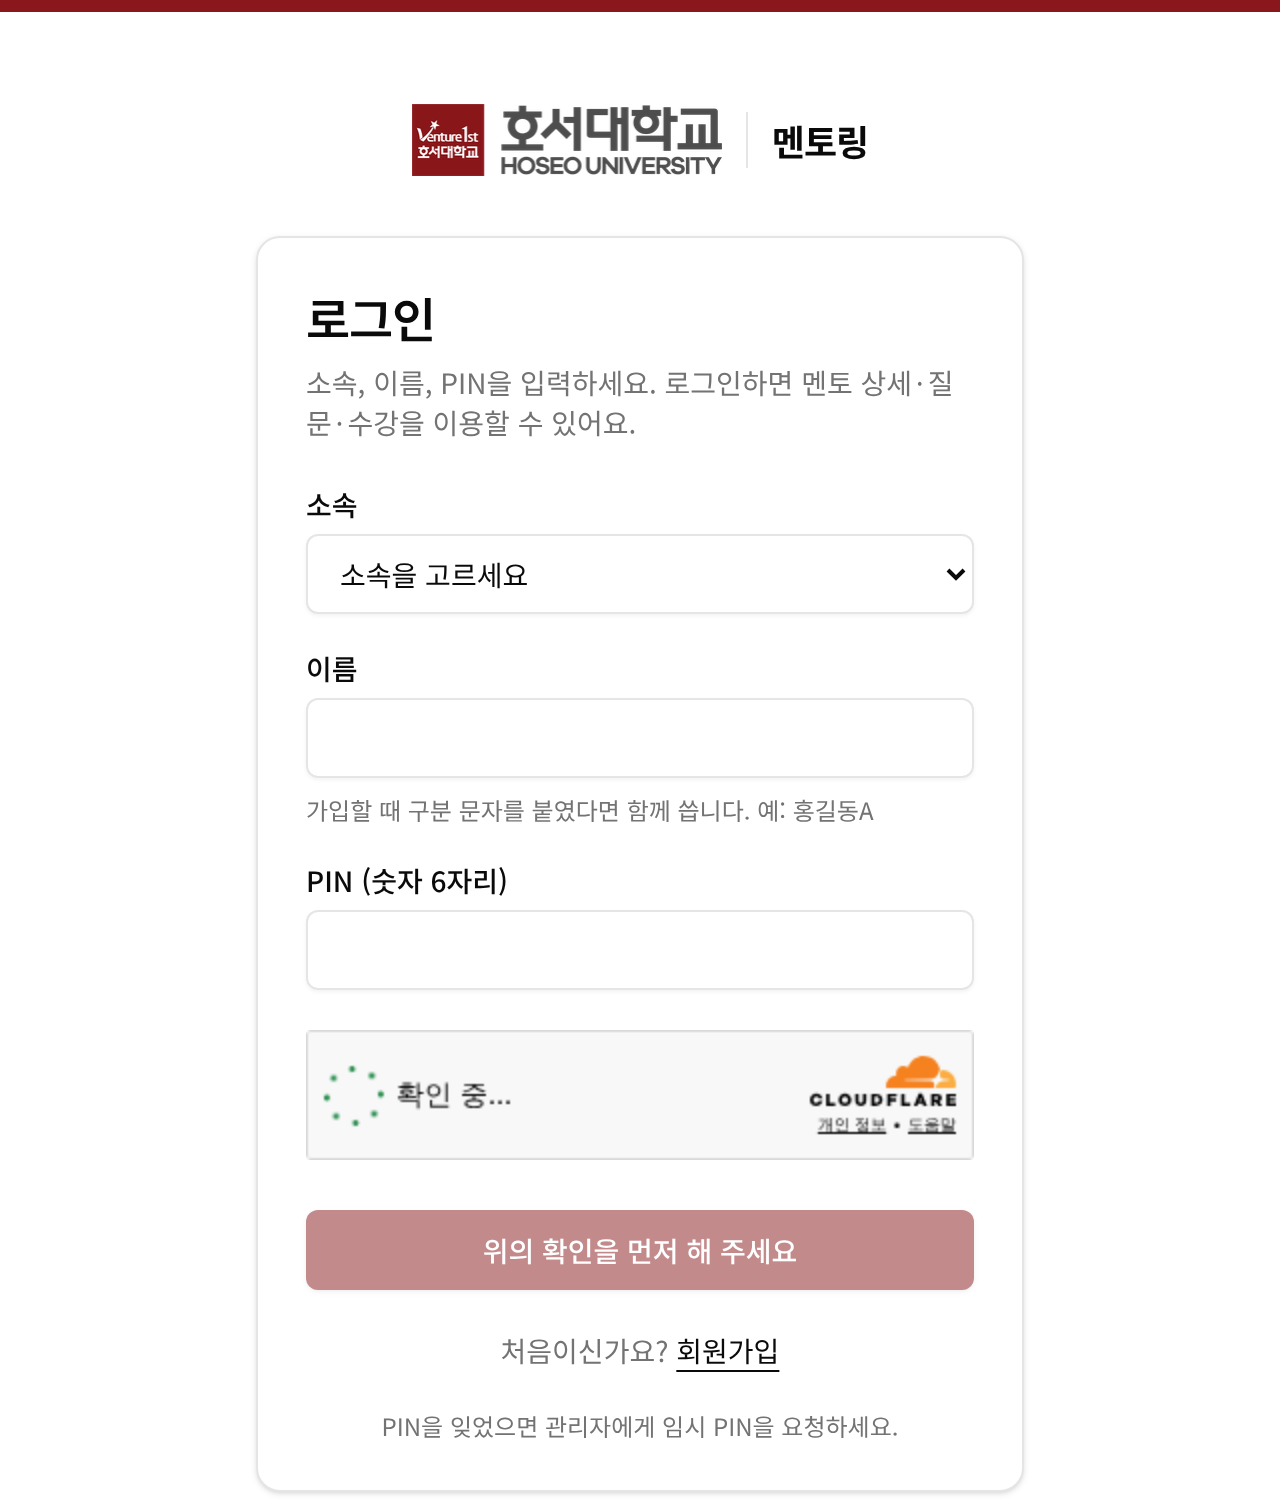 Venture1st
호서대학교
호서대학교
HOSEO UNIVERSITY
멘토링
로그인
소속, 이름, PIN을 입력하세요. 로그인하면 멘토 상세·질
문·수강을 이용할 수 있어요.
소속
소속을 고르세요
이름
가입할 때 구분 문자를 붙였다면 함께 씁니다. 예: 홍길동A
PIN (숫자 6자리)
확인 중...
CLOUDFLARE
개인 정보 • 도움말
위의 확인을 먼저 해 주세요
처음이신가요? 회원가입
PIN을 잊었으면 관리자에게 임시 PIN을 요청하세요.